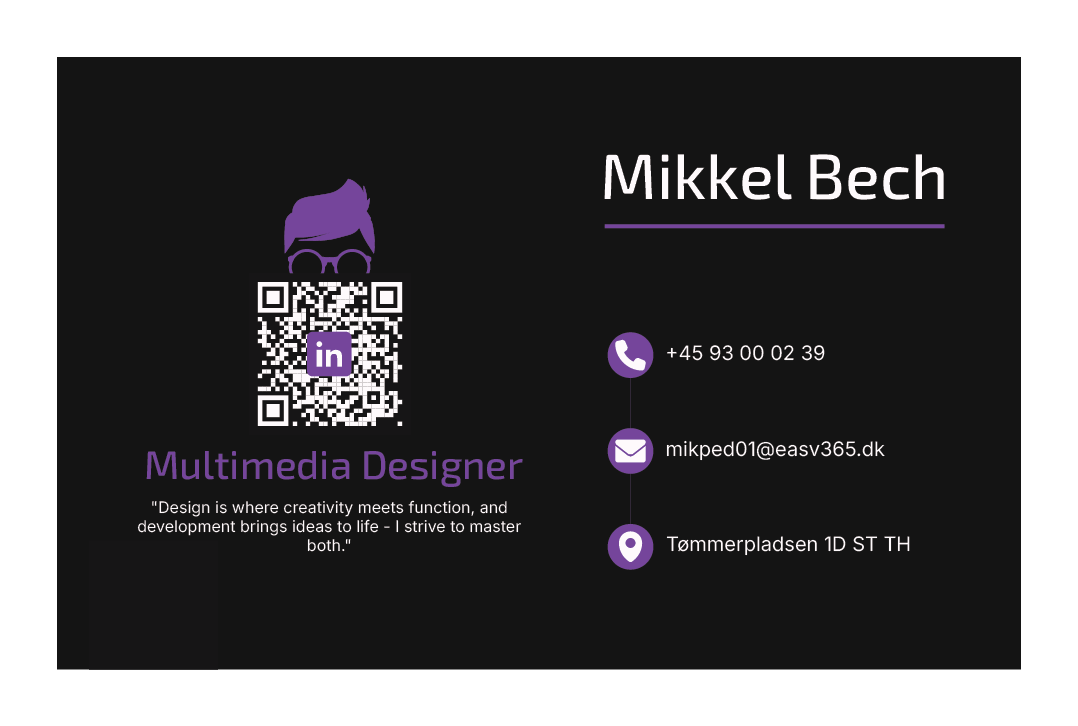 Mikkel Bech
in
Multimedia Designer
"Design is where creativity meets function, and
development brings ideas to life - I strive to master
both."
+45 93 00 02 39
mikped01@easv365.dk
Tømmerpladsen 1D ST TH